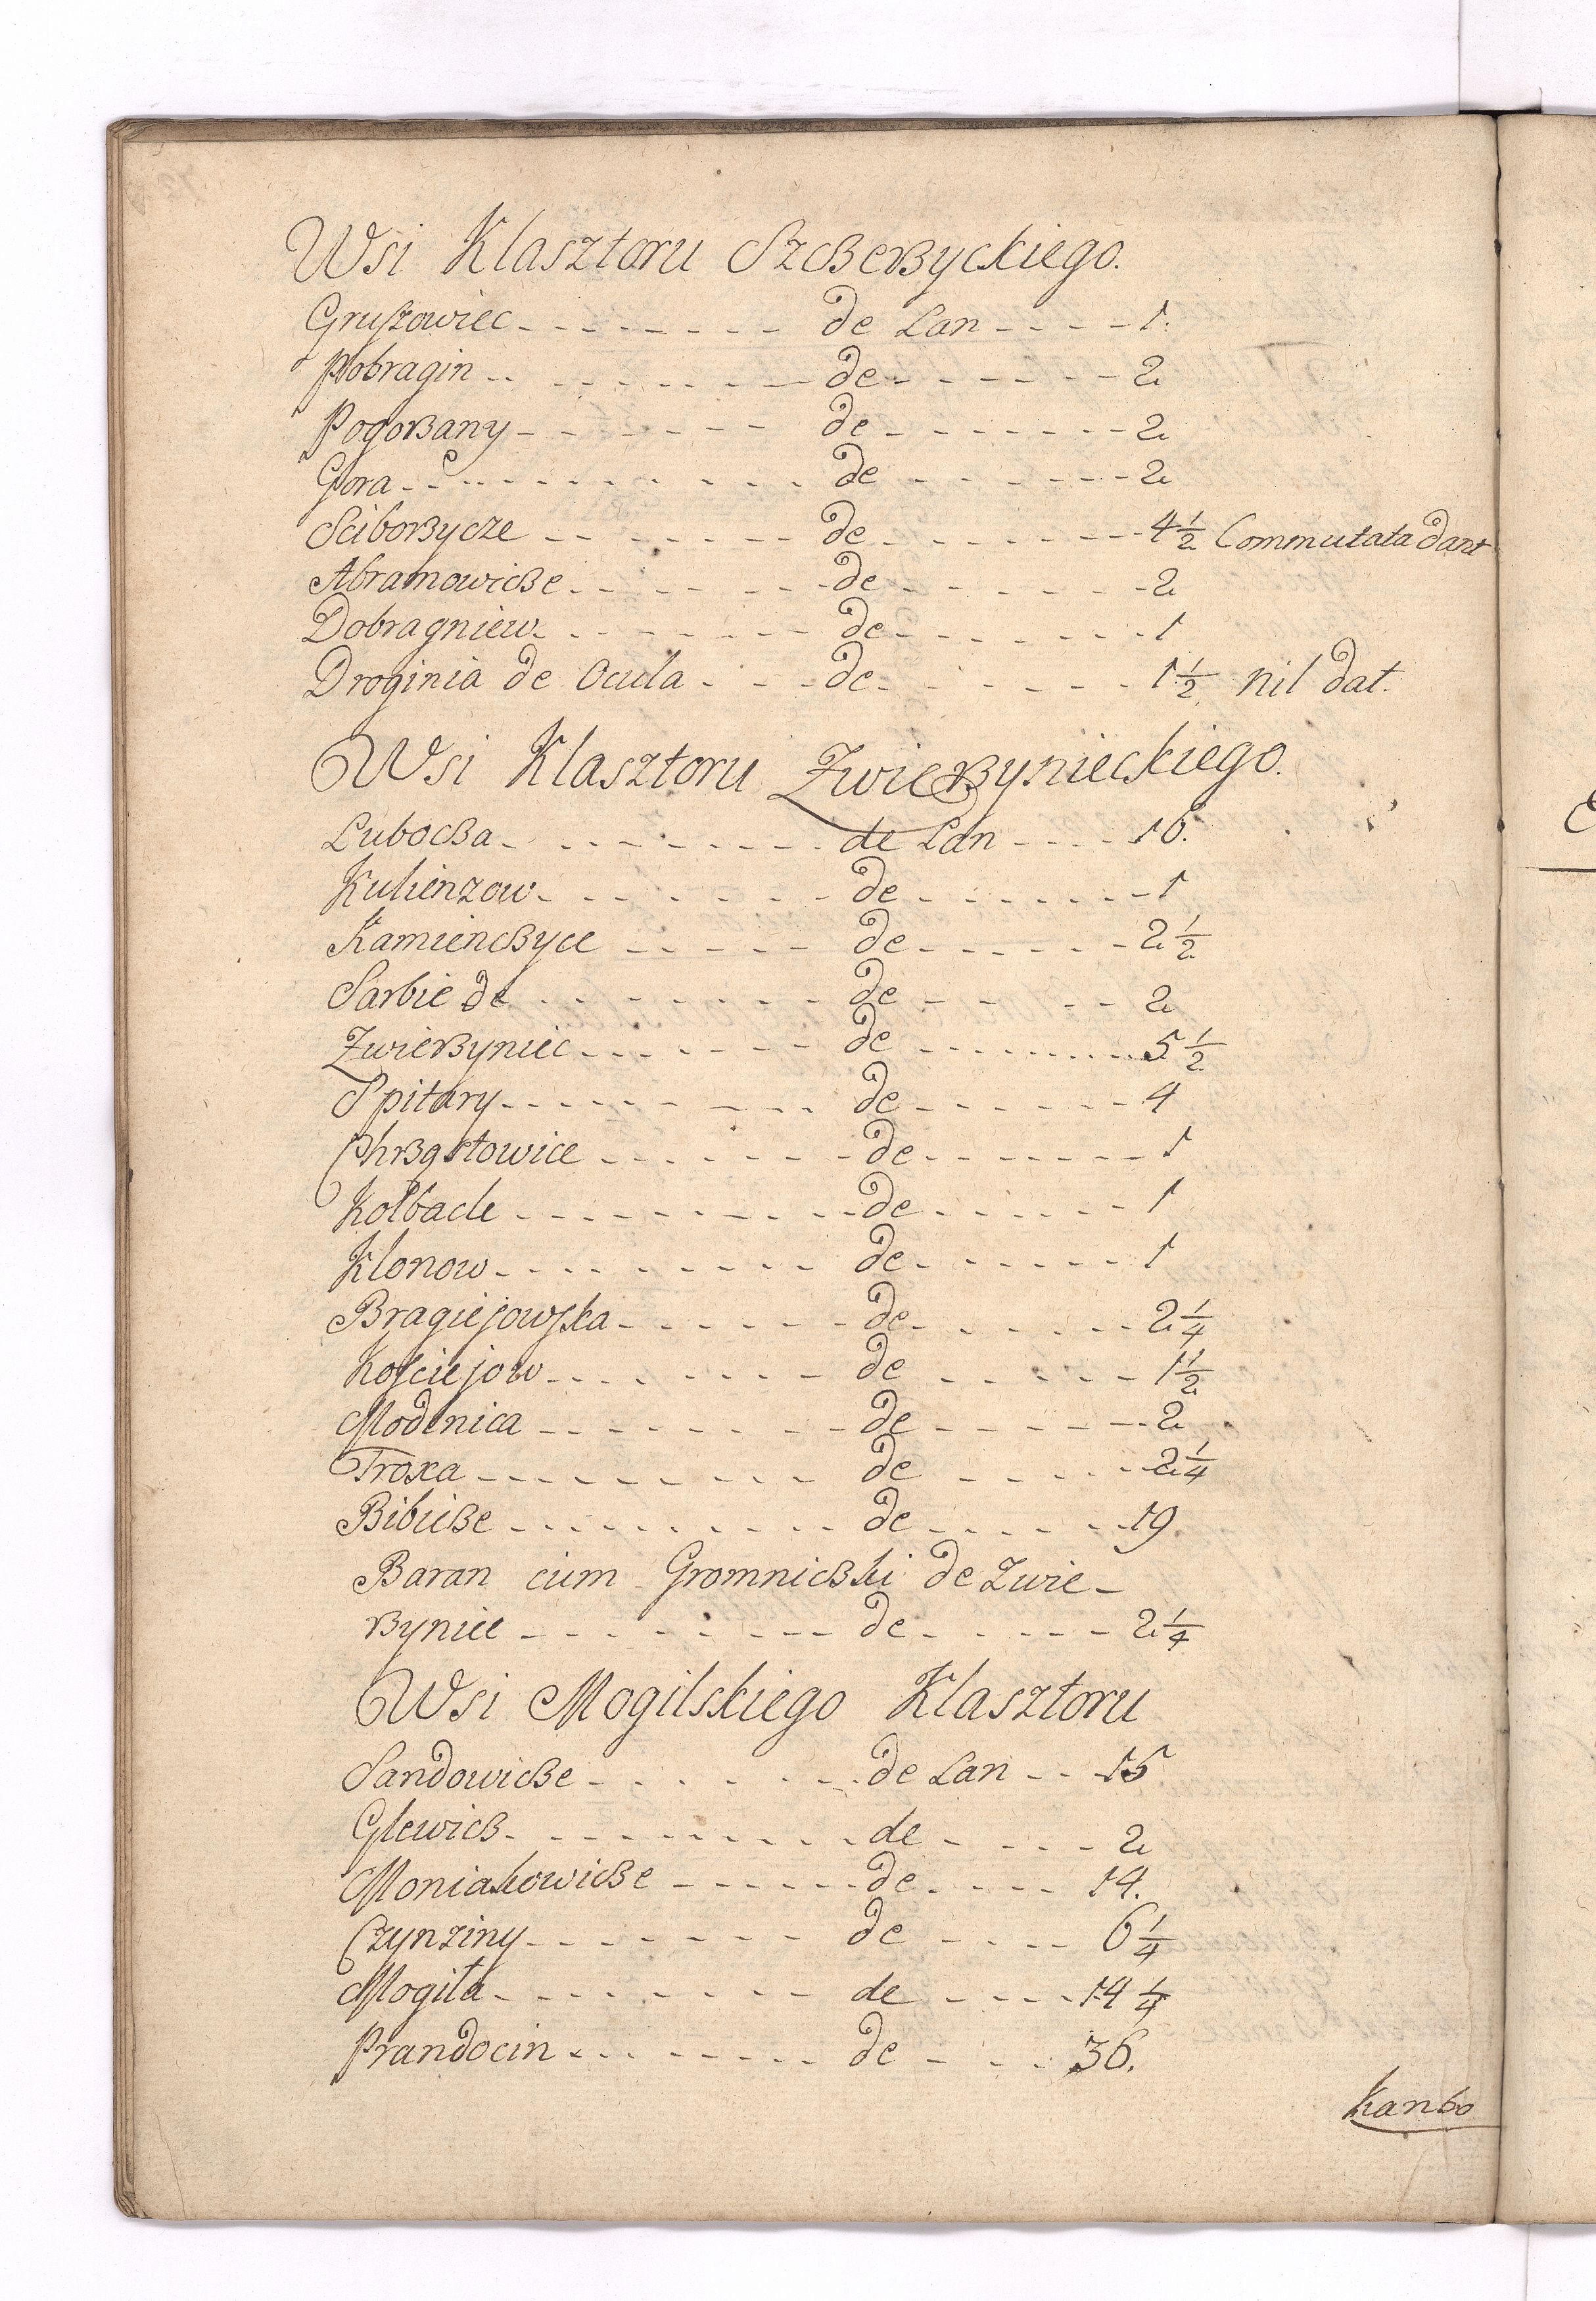 Wsi Klasztoru Szczerzyckiego.
Gruszowiec - - - - - - - - de Lan - - - - 1.
Pobragin - - - - - - - - de - - - - - - 2
Pogorzany - - - - - - - de - - - - - - - 2
Gora - - - - - - - - - - de - - - - - - 2
Sciborzycze - - - - - - - de - - - - - - - 4 1/2 Commutata dant
Abramowicze - - - - - - - de - - - - - - 2
Dobragniew - - - - - - - de - - - - - - 1
Droginia de Ocula - - - de - - - - - - 1 1/2 nil dat.
Wsi Klasztoru Zwierzynieckiego.
Lubocza - - - - - - - - de Lan - - - - 16.
Kulienzow - - - - - - - de - - - - - - - 1
Kamienczyce - - - - - de - - - - - - 2 1/2
Sarbie de - - - - - - - de - - - - - 2
Zwierzyniec - - - - - - - de - - - - - - - 5 1/2
Spitary - - - - - - - - - de - - - - - - 4
Chrząstowice - - - - - - - de - - - - - - - 1
Kołbacle - - - - - - - - - de - - - - - - 1
Klonow - - - - - - - - - de - - - - - - 1
Bragiejowska - - - - - - de - - - - - - 2 1/4
Kosciejow - - - - - - - - de - - - - - - 1 1/2
Modlnica - - - - - - - - de - - - - - - 2
Troxa - - - - - - - - - de - - - - - 2 1/4
Bibicze - - - - - - - - - - de - - - - - - 19
Baran cum Gromniczki de Zwie-
rzynice - - - - - - - - - de - - - - - 2 1/4
Wsi Mogilskiego Klasztoru
Sandowicze - - - - - - - de Lan - - - 15
Glewicz - - - - - - - - - de - - - - - 2
Moniakowicze - - - - - - de - - - - 14.
Czynziny - - - - - - - de - - - - 6 1/4
Mogiła - - - - - - - - de - - - - 14 1/4
Prandocin - - - - - - - - de - - - 36.